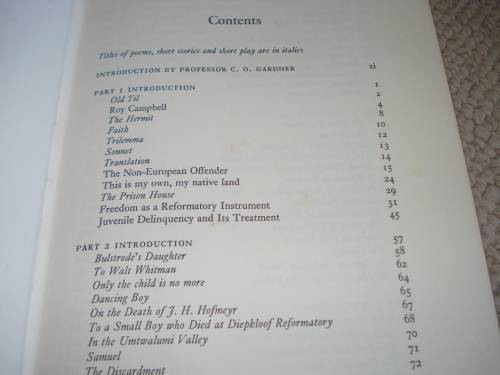 Contents
Titles of poems, short stories and short play are in italics
INTRODUCTION BY PROFESSOR C. O. GARDNER xi
PART 1 INTRODUCTION 1
Old Til 2
Roy Campbell 4
The Hermit 8
Faith 10
Trilemma 12
Sonnet 13
Translation 14
The Non-European Offender 15
This is my own, my native land 24
The Prison House 29
Freedom as a Reformatory Instrument 31
Juvenile Delinquency and Its Treatment 45
PART 2 INTRODUCTION 57
Bulstrode's Daughter 58
To Walt Whitman 62
Only the child is no more 64
Dancing Boy 65
On the Death of J. H. Hofmeyr 67
To a Small Boy who Died at Diepkloof Reformatory 68
In the Umtwalumi Valley 70
Samuel 71
The Discardment 72